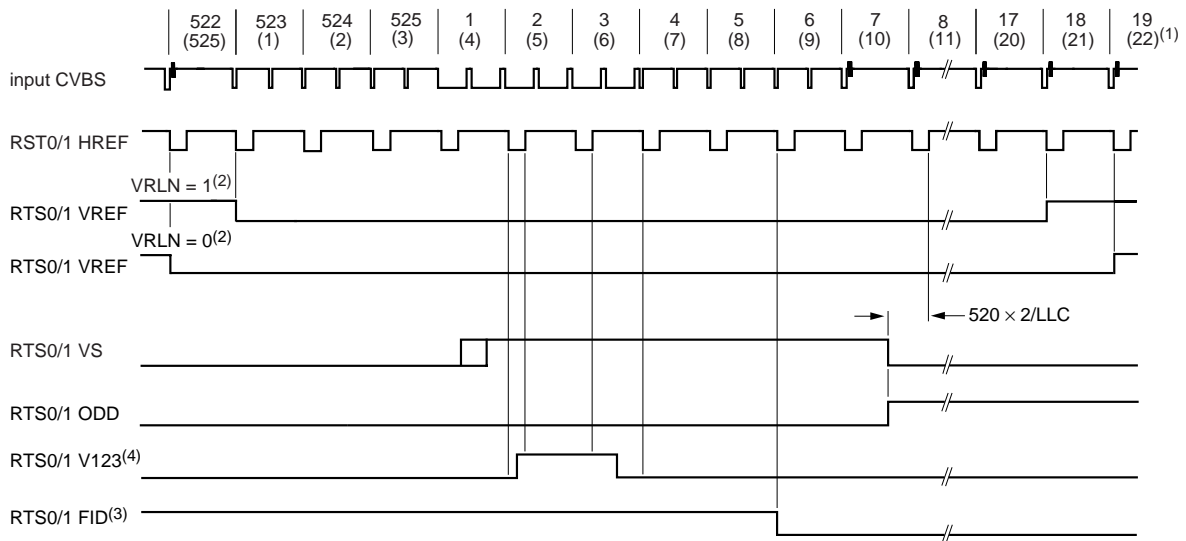 522 523 524 525 1 2 3 4 5 6 7 8 17 18 19
(525) (1) (2) (3) (4) (5) (6) (7) (8) (9) (10) (11) (20) (21) (22)(1)
input CVBS
RST0/1 HREF
VRLN = 1(2)
RTS0/1 VREF
VRLN = 0(2)
RTS0/1 VREF
520 × 2/LLC
RTS0/1 VS
RTS0/1 ODD
RTS0/1 V123(4)
RTS0/1 FID(3)